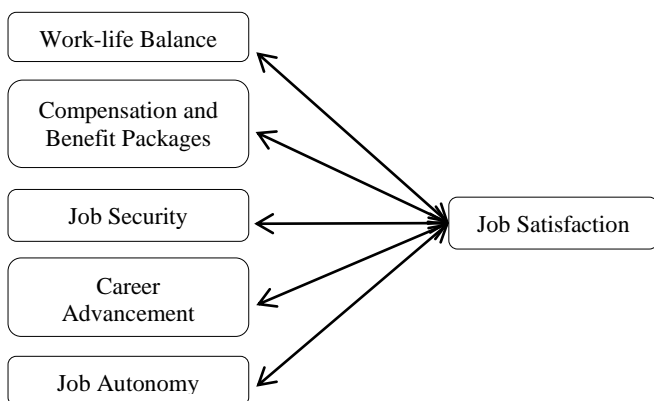 Work-life Balance
Compensation and
Benefit Packages
Job Security
Job Satisfaction
Career
Advancement
Job Autonomy